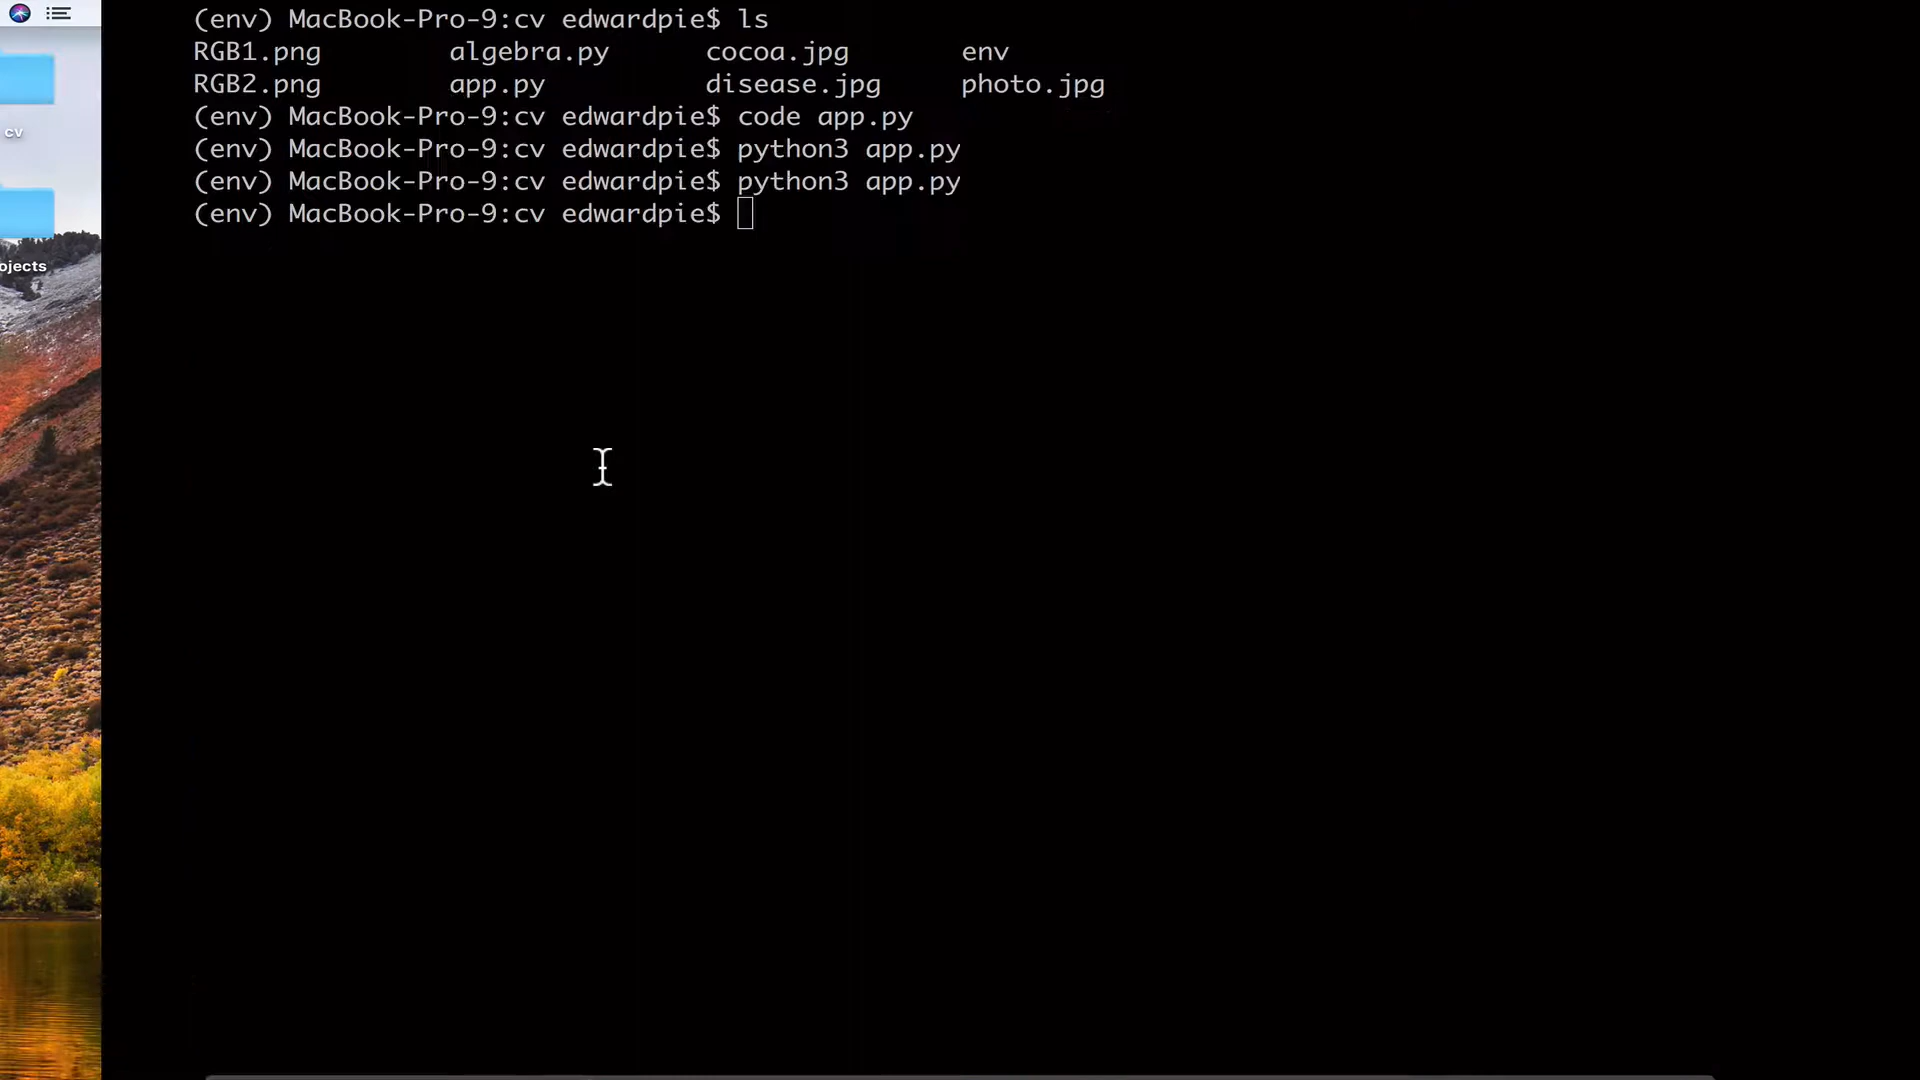 (env) MacBook-Pro-9:cv edwardpie$ ls
RGB1.png algebra.py cocoa.jpg env
RGB2.png app.py disease.jpg photo.jpg
(env) MacBook-Pro-9:cv edwardpie$ code app.py
(env) MacBook-Pro-9:cv edwardpie$ python3 app.py
(env) MacBook-Pro-9:cv edwardpie$ python3 app.py
(env) MacBook-Pro-9:cv edwardpie$
cv
ojects